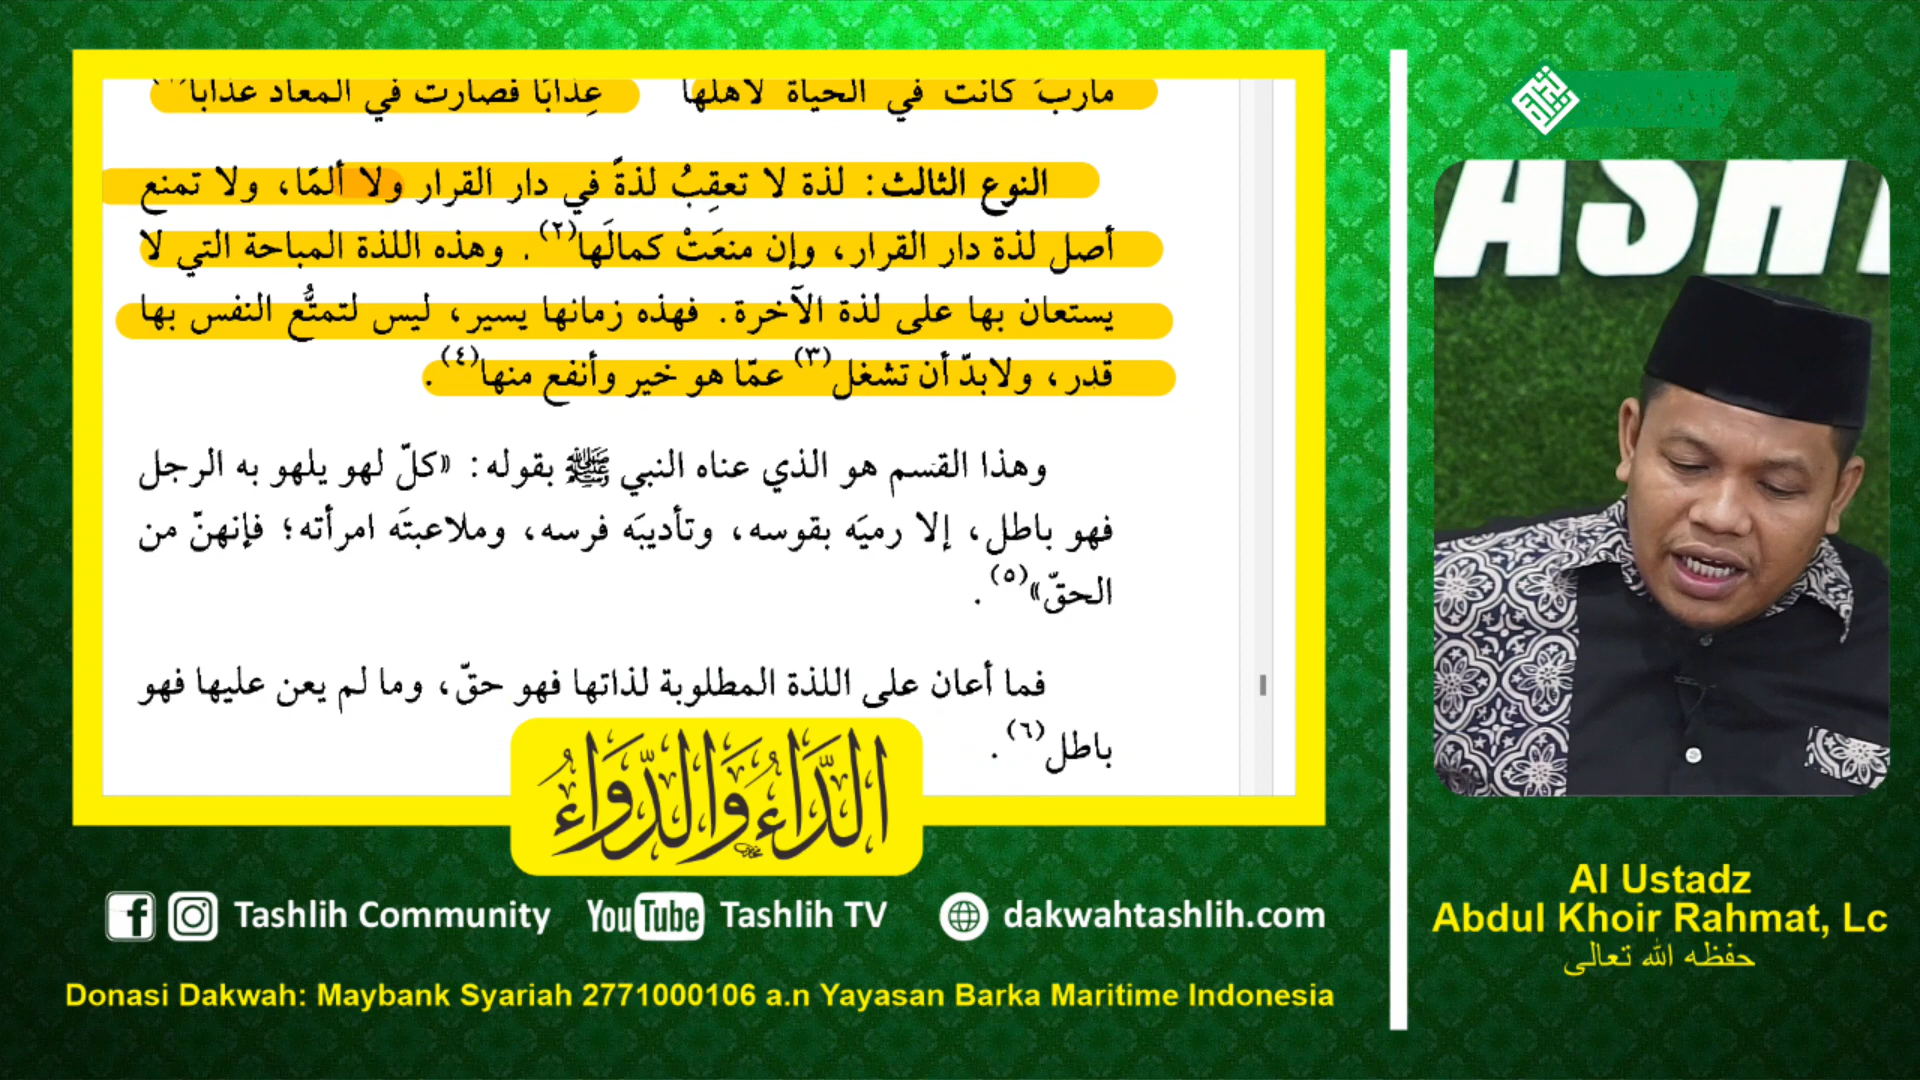 مآربُ كانت في الحياة لأهلها عِذابًا فصارت في المعاد عذابا
النوع الثالث: لذة لا تعقِبُ لذةً في دار القرار ولا ألمًا، ولا تمنع
أصل لذة دار القرار، وإن منعَتْ كمالَها(٢). وهذه اللذة المباحة التي لا
يستعان بها على لذة الآخرة. فهذه زمانها يسير، ليس لتمتُّع النفس بها
قدر، ولابدّ أن تشغل(٣) عمّا هو خير وأنفع منها(٤).
وهذا القسم هو الذي عناه النبي ﷺ بقوله: «كلّ لهو يلهو به الرجل
فهو باطل، إلا رميَه بقوسه، وتأديبَه فرسه، وملاعبتَه امرأته؛ فإنهنّ من
الحقّ»(٥).
فما أعان على اللذة المطلوبة لذاتها فهو حقّ، وما لم يعن عليها فهو
باطل(٦).
الدَّاءُ وَالدَّوَاءُ
Tashlih Community YouTube Tashlih TV dakwahtashlih.com
Donasi Dakwah: Maybank Syariah 2771000106 a.n Yayasan Barka Maritime Indonesia
ASH
Al Ustadz
Abdul Khoir Rahmat, Lc
حفظه الله تعالى